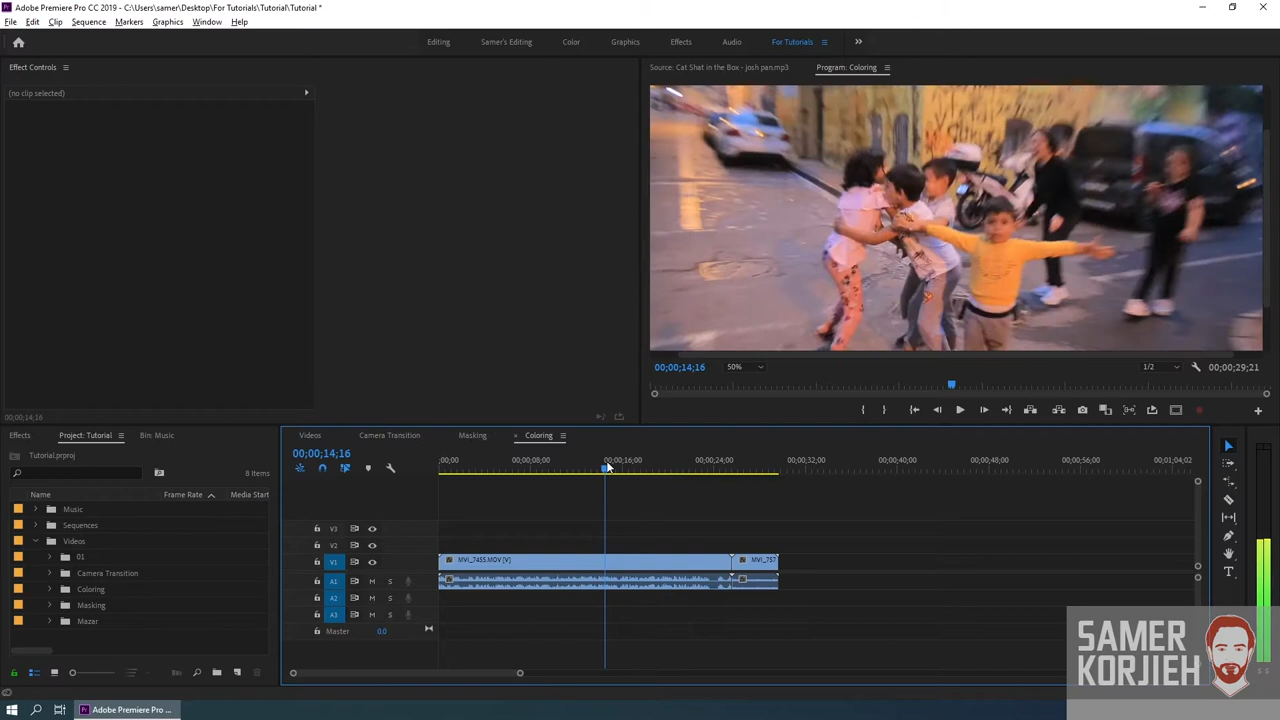 Adobe Premiere Pro CC 2019 - C:\Users\samer\Desktop\For Tutorials\Tutorial\Tutorial *
File Edit Clip Sequence Markers Graphics Window Help
Editing Samer's Editing Color Graphics Effects Audio For Tutorials
Effect Controls
Source: Cat Shat in the Box - josh pan.mp3 Program: Coloring
(no clip selected)
00;00;14;16 50% 1/2 00;00;29;21
00;00;14;16
Effects Project: Tutorial Bin: Music
Videos Camera Transition Masking Coloring
Tutorial.prproj
00;00;14;16
;00;00 00;00;08;00 00;00;16;00 00;00;24;00 00;00;32;00 00;00;40;00 00;00;48;00 00;00;56;00 00;01;04;02
8 Items
Name Frame Rate Media Start
Music
Sequences
Videos
01
Camera Transition
Coloring
Masking
Mazar
V3
V2
V1 MVI_7455.MOV [V] MVI_757
A1 M S
A2 M S
A3 M S
Master 0.0
S S
SAMER
KORJIEH
Adobe Premiere Pro ...